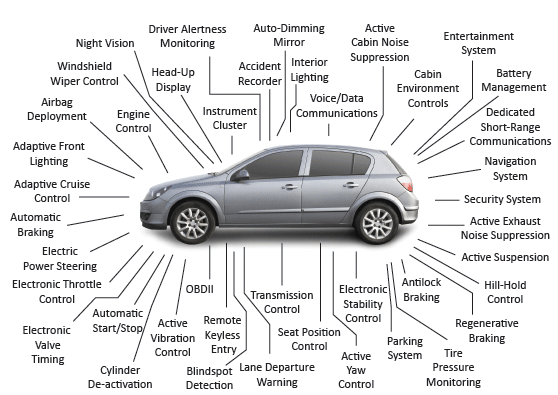 Driver Alertness
Monitoring
Auto-Dimming
Mirror
Active
Cabin Noise
Suppression
Entertainment
System
Night Vision
Interior
Lighting
Accident
Recorder
Windshield
Wiper Control
Head-Up
Display
Cabin
Environment
Controls
Battery
Management
Airbag
Deployment
Engine
Control
Instrument
Cluster
Voice/Data
Communications
Dedicated
Short-Range
Communications
Adaptive Front
Lighting
Navigation
System
Adaptive Cruise
Control
Security System
Automatic
Braking
Active Exhaust
Noise Suppression
Electric
Power Steering
Active Suspension
Electronic Throttle
Control
OBDII
Transmission
Control
Electronic
Stability
Control
Antilock
Braking
Hill-Hold
Control
Automatic
Start/Stop
Electronic
Valve
Timing
Active
Vibration
Control
Remote
Keyless
Entry
Seat Position
Control
Regenerative
Braking
Parking
System
Cylinder
De-activation
Blindspot
Detection
Lane Departure
Warning
Active
Yaw
Control
Tire
Pressure
Monitoring